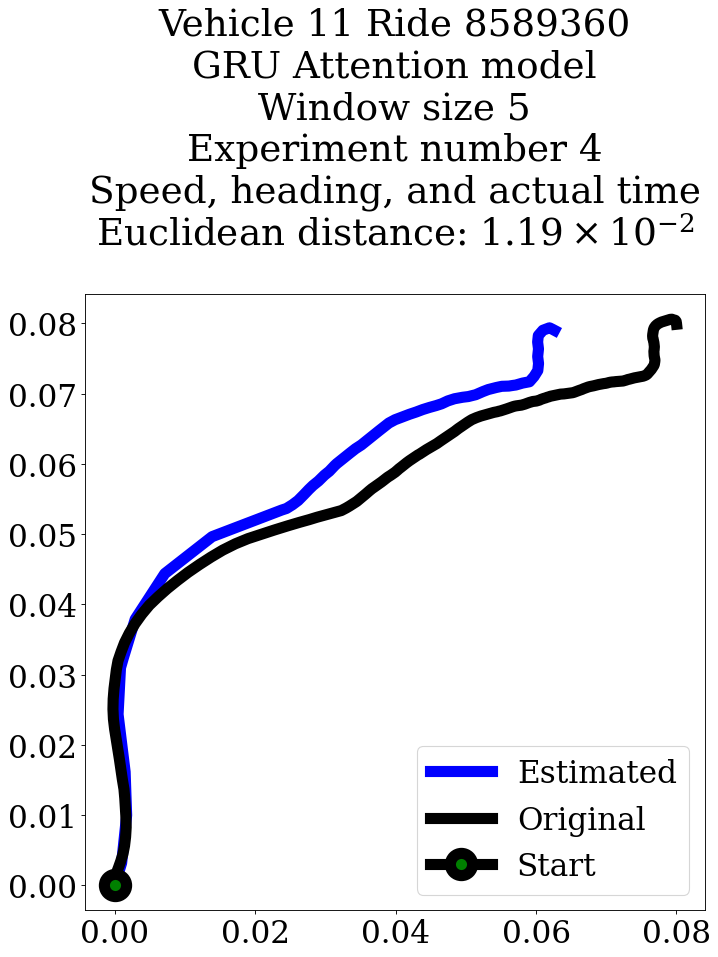 Vehicle 11 Ride 8589360
GRU Attention model
Window size 5
Experiment number 4
Speed, heading, and actual time
Euclidean distance: 1.19 × 10⁻²
0.08
0.07
0.06
0.05
0.04
0.03
0.02
0.01
0.00
Estimated
Original
Start
0.00 0.02 0.04 0.06 0.08